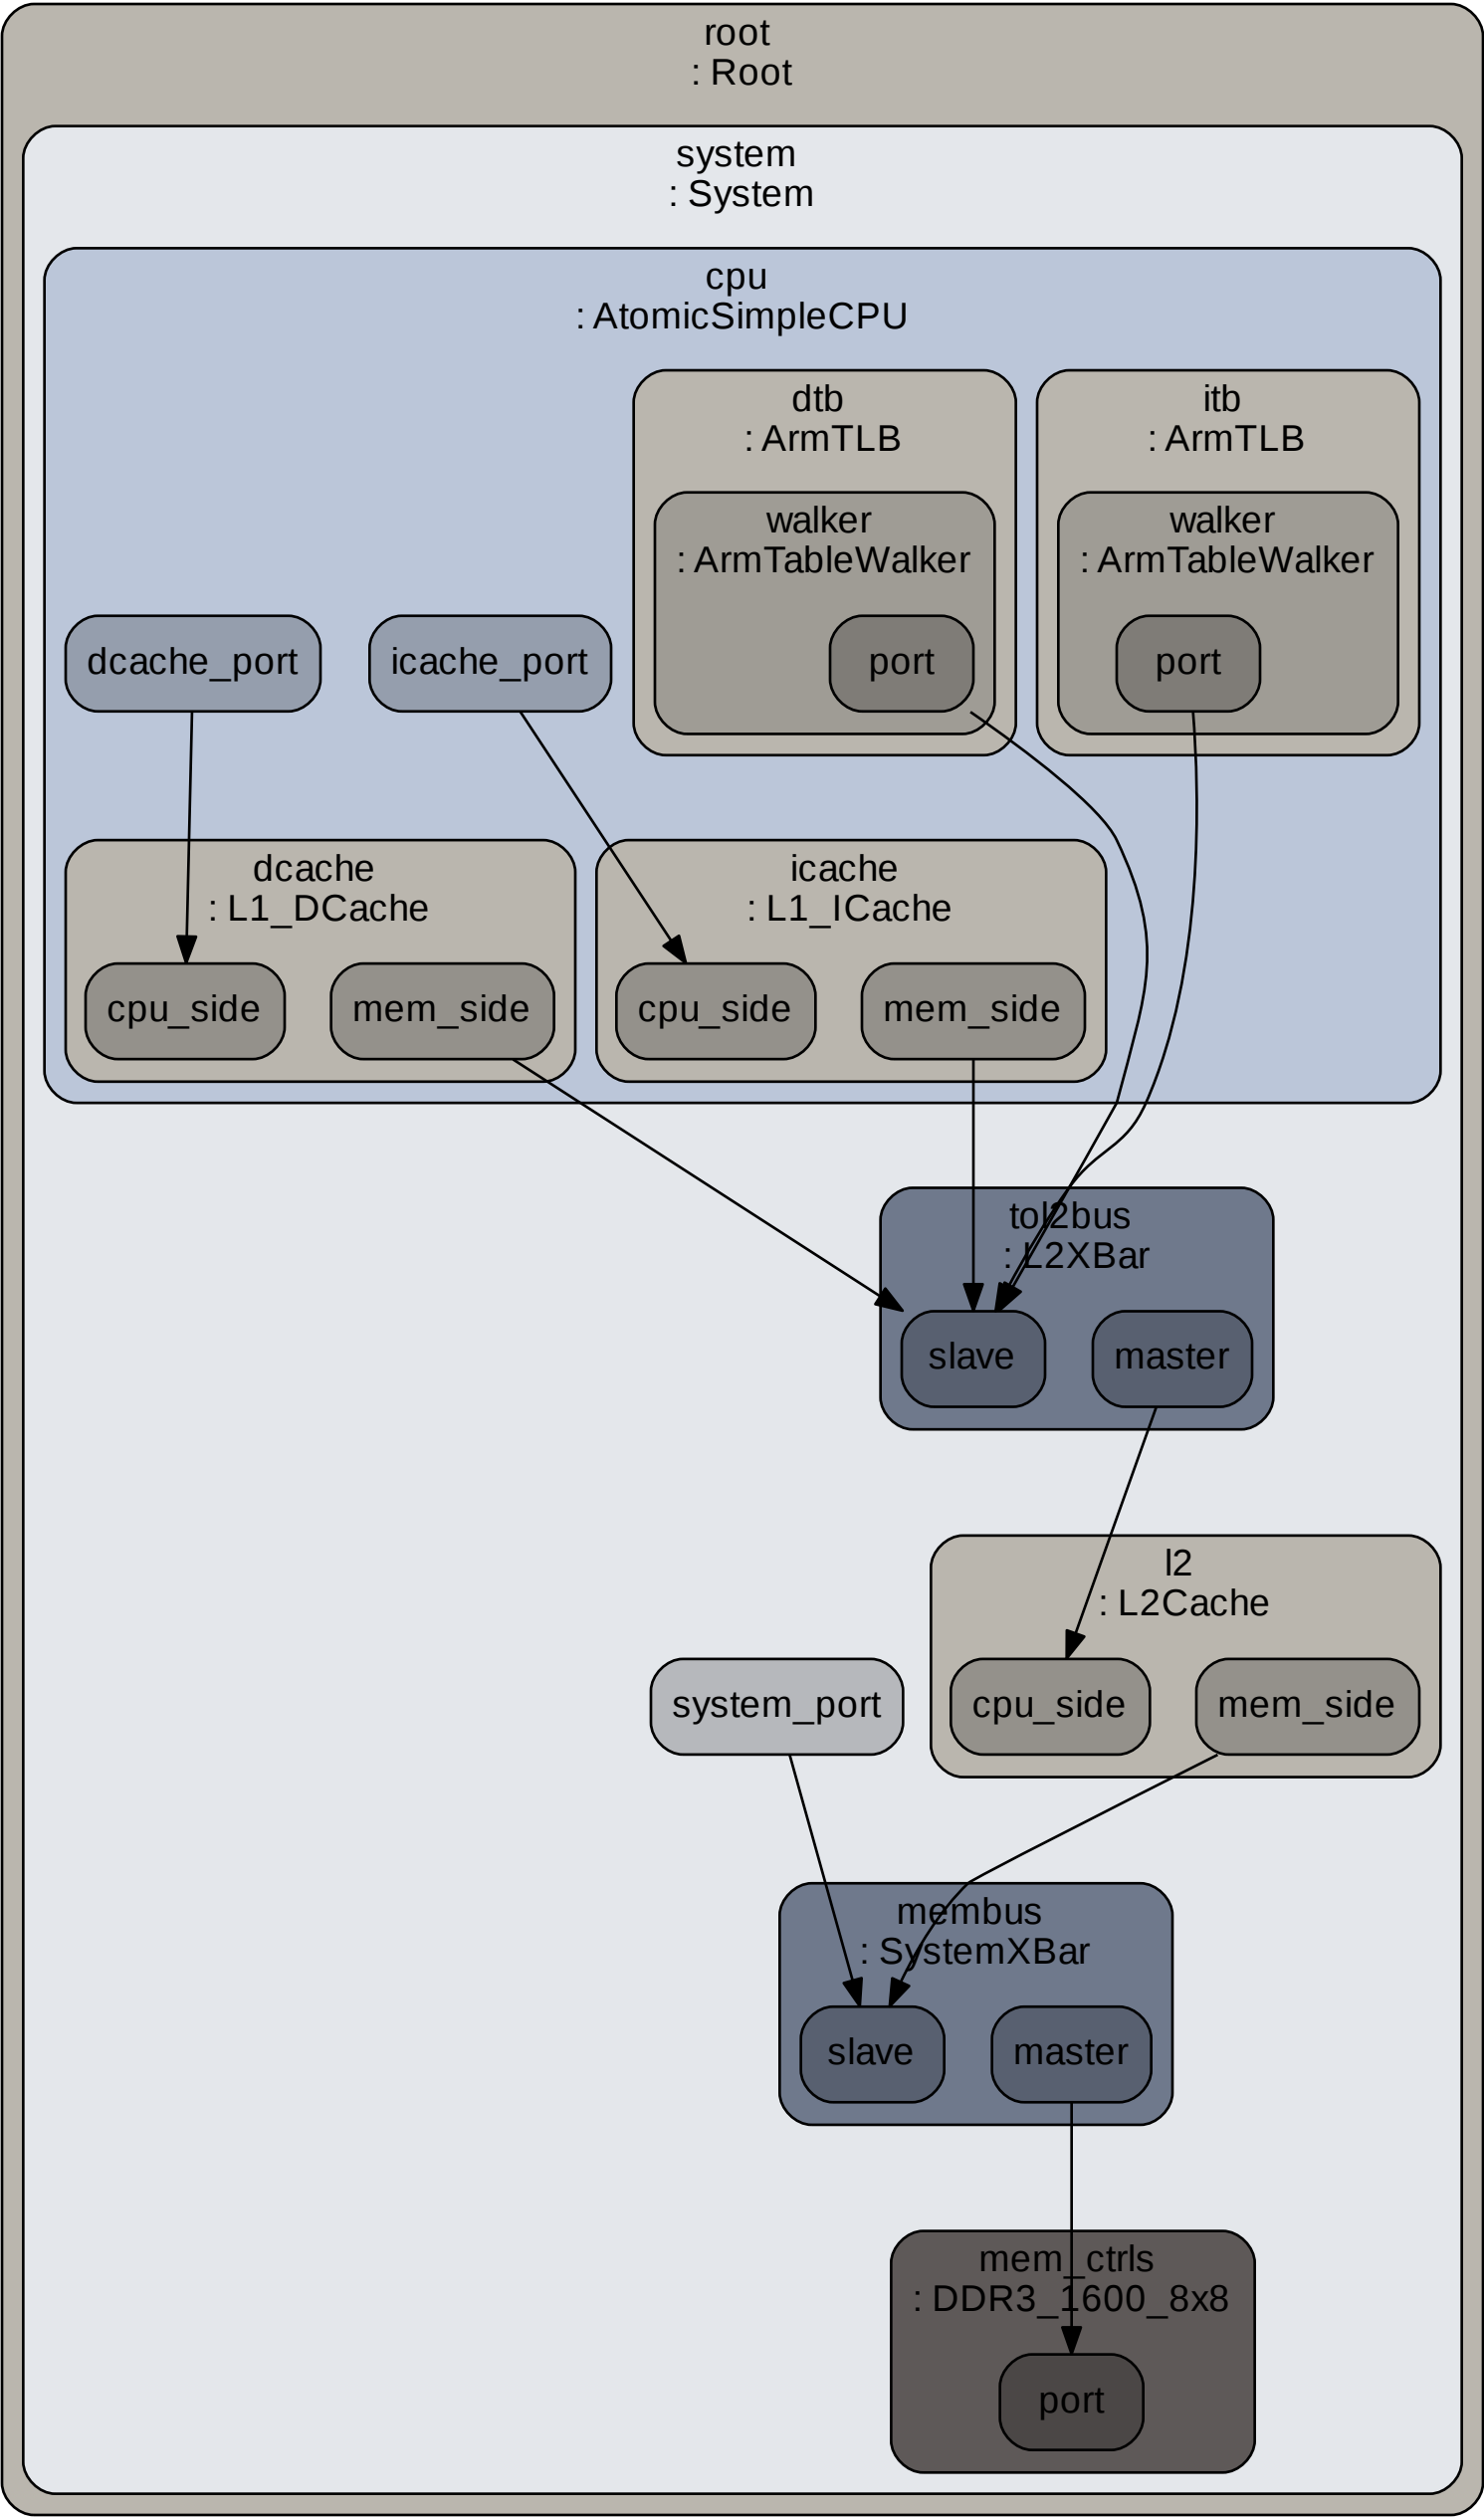 root
: Root
system
: System
cpu
: AtomicSimpleCPU
dtb
: ArmTLB
itb
: ArmTLB
walker
: ArmTableWalker
walker
: ArmTableWalker
dcache_port
icache_port
port
port
dcache
: L1_DCache
icache
: L1_ICache
cpu_side
mem_side
cpu_side
mem_side
tol2bus
: L2XBar
slave
master
l2
: L2Cache
system_port
cpu_side
mem_side
membus
: SystemXBar
slave
master
mem_ctrls
: DDR3_1600_8x8
port